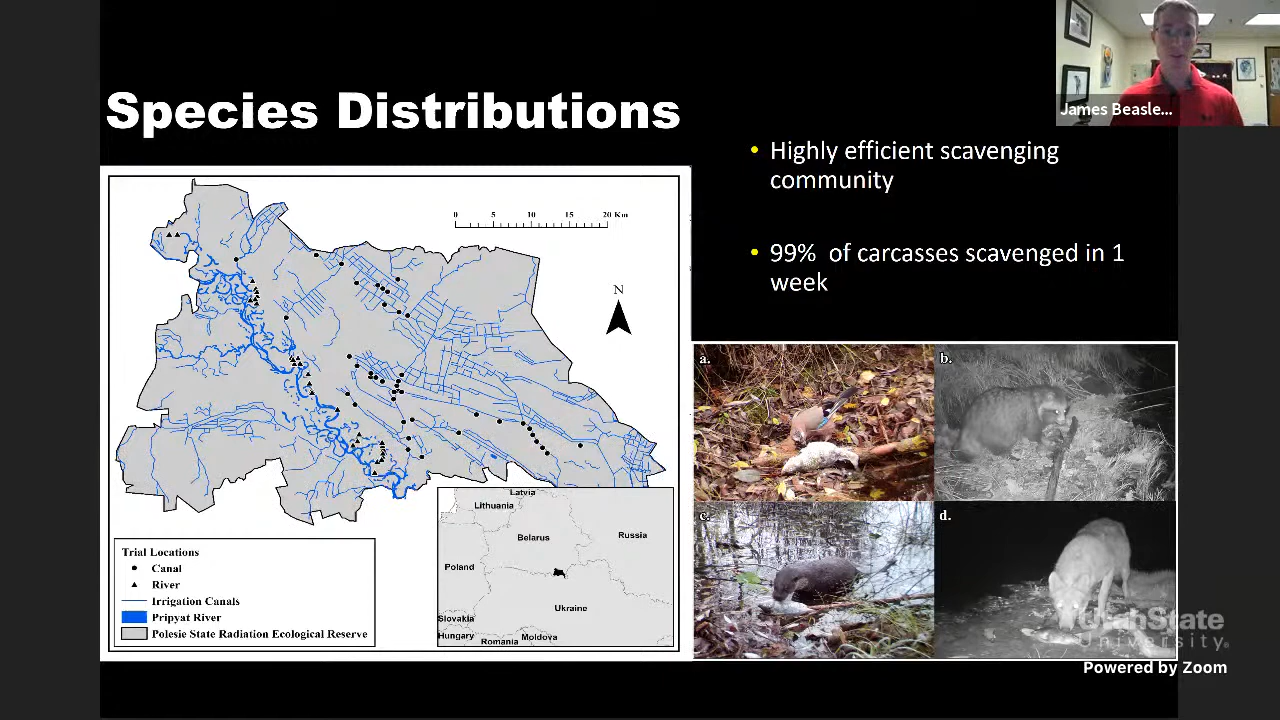 Species Distributions
James Beasle...
• Highly efficient scavenging
community
• 99% of carcasses scavenged in 1
week
0 5 10 15 20 Km
N
Trial Locations
Canal
River
Irrigation Canals
Pripyat River
Polesie State Radiation Ecological Reserve
Latvia
Lithuania
Belarus
Russia
Poland
Ukraine
Slovakia
Hungary
Romania
Moldova
a.
b.
c.
d.
UtahState
University®
Powered by Zoom